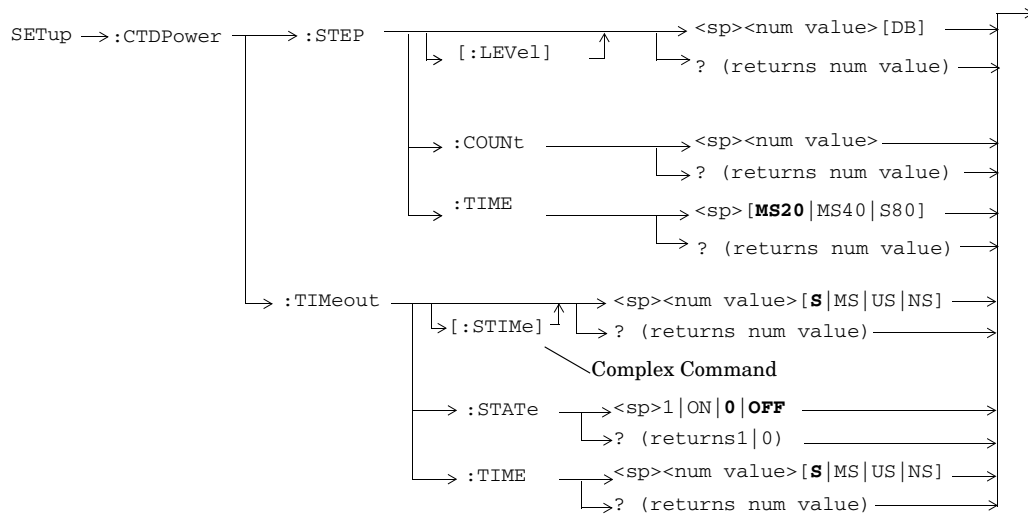 SETup :CTDPower :STEP <sp><num value>[DB]
[:LEVel]
? (returns num value)
:COUNt <sp><num value>
? (returns num value)
:TIME <sp>[MS20|MS40|S80]
? (returns num value)
:TIMeout <sp><num value>[S|MS|US|NS]
[:STIMe] ? (returns num value)
Complex Command
:STATe <sp>1|ON|0|OFF
? (returns1|0)
:TIME <sp><num value>[S|MS|US|NS]
? (returns num value)